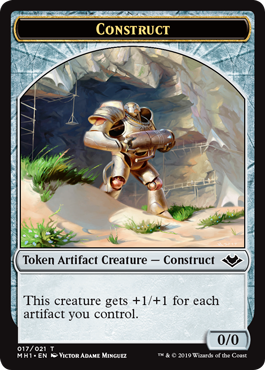 Construct
Token Artifact Creature — Construct
This creature gets +1/+1 for each
artifact you control.
0/0
017/021 T
MH1 • EN Victor Adame Minguez
™ & © 2019 Wizards of the Coast